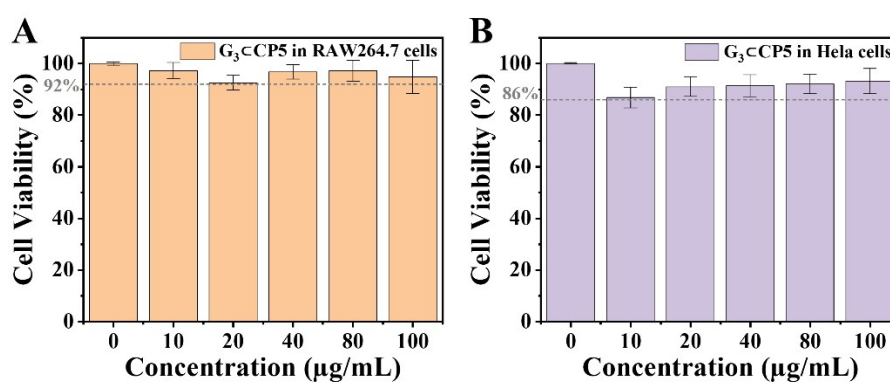 A
G₃⊂CP5 in RAW264.7 cells
Cell Viability (%)
100
92%
80
60
40
20
0
0 10 20 40 80 100
Concentration (µg/mL)
B
G₃⊂CP5 in Hela cells
Cell Viability (%)
100
86%
80
60
40
20
0
0 10 20 40 80 100
Concentration (µg/mL)